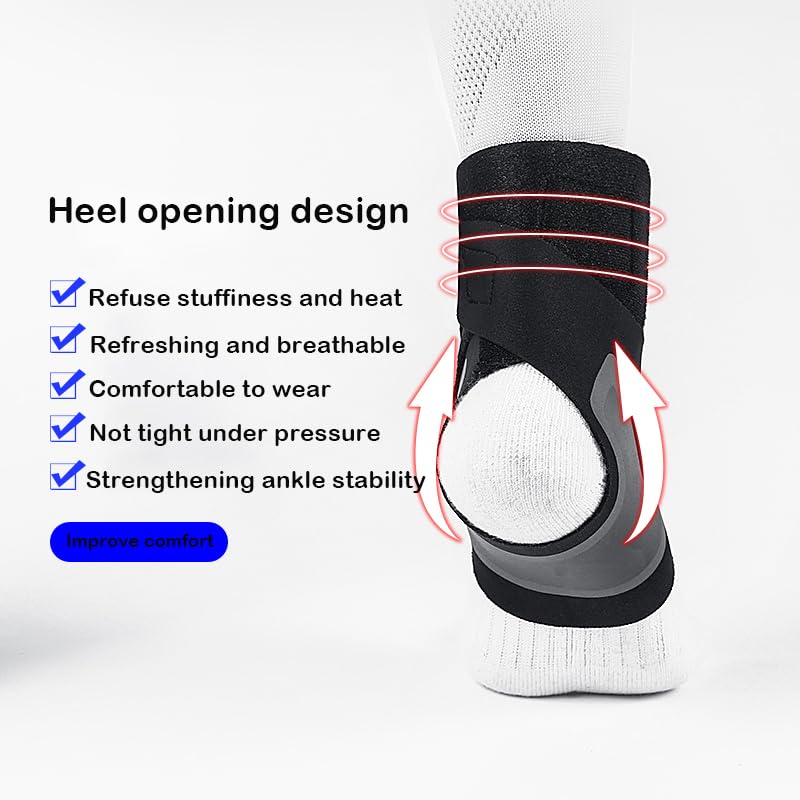 Heel opening design
Refuse stuffiness and heat
Refreshing and breathable
Comfortable to wear
Not tight under pressure
Strengthening ankle stability
Improve comfort